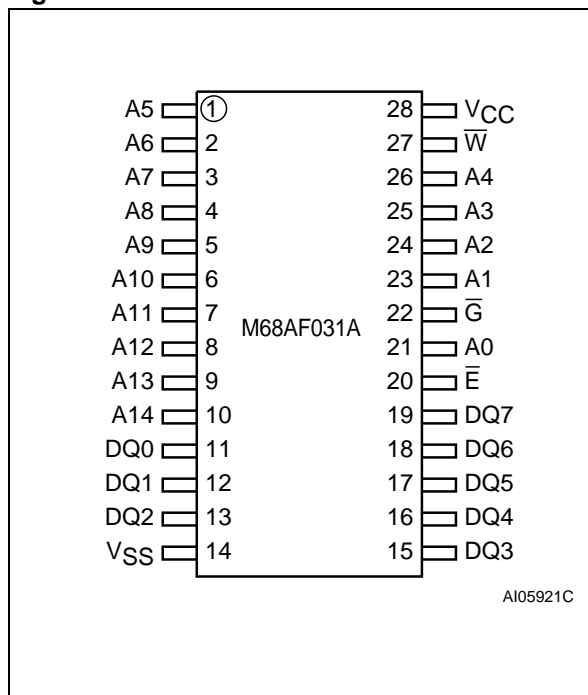 A5 1 28 VCC
A6 2 27 W̅
A7 3 26 A4
A8 4 25 A3
A9 5 24 A2
A10 6 23 A1
A11 7 22 G̅
M68AF031A
A12 8 21 A0
A13 9 20 E̅
A14 10 19 DQ7
DQ0 11 18 DQ6
DQ1 12 17 DQ5
DQ2 13 16 DQ4
VSS 14 15 DQ3
AI05921C